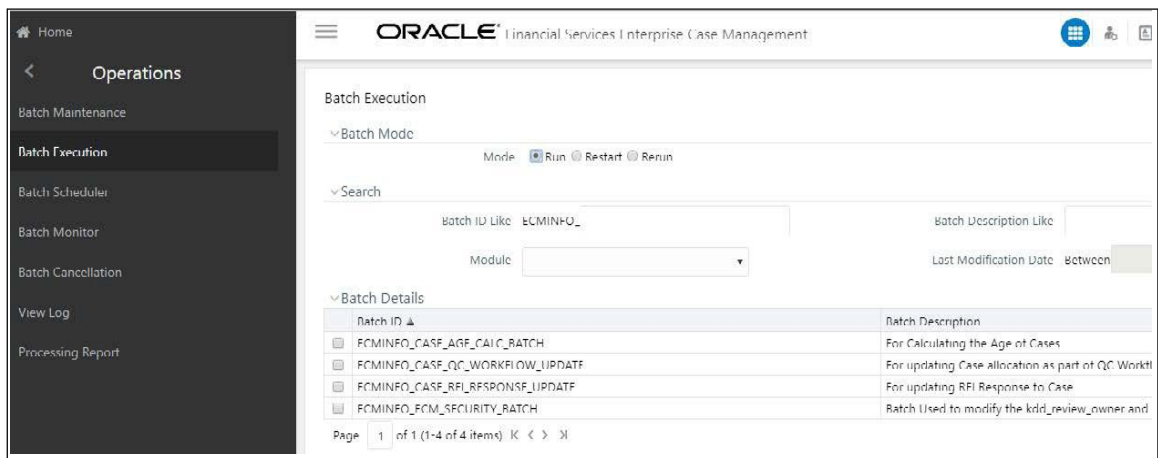 Home
Operations
Batch Maintenance
Batch Execution
Batch Scheduler
Batch Monitor
Batch Cancellation
View Log
Processing Report
ORACLE Financial Services Enterprise Case Management
Batch Execution
Batch Mode
Mode Run Restart Rerun
Search
Batch ID Like ECMINFO_ Batch Description Like
Module Last Modification Date Between
Batch Details
Batch ID Batch Description
ECMINFO_CASE_AGE_CALC_BATCH For Calculating the Age of Cases
ECMINFO_CASE_QC_WORKFLOW_UPDATE For updating Case allocation as part of QC Workfl
ECMINFO_CASE_RFI_RESPONSE_UPDATE For updating RFI Response to Case
ECMINFO_ECM_SECURITY_BATCH Batch Used to modify the kdd_review_owner and
Page 1 of 1 (1-4 of 4 items)